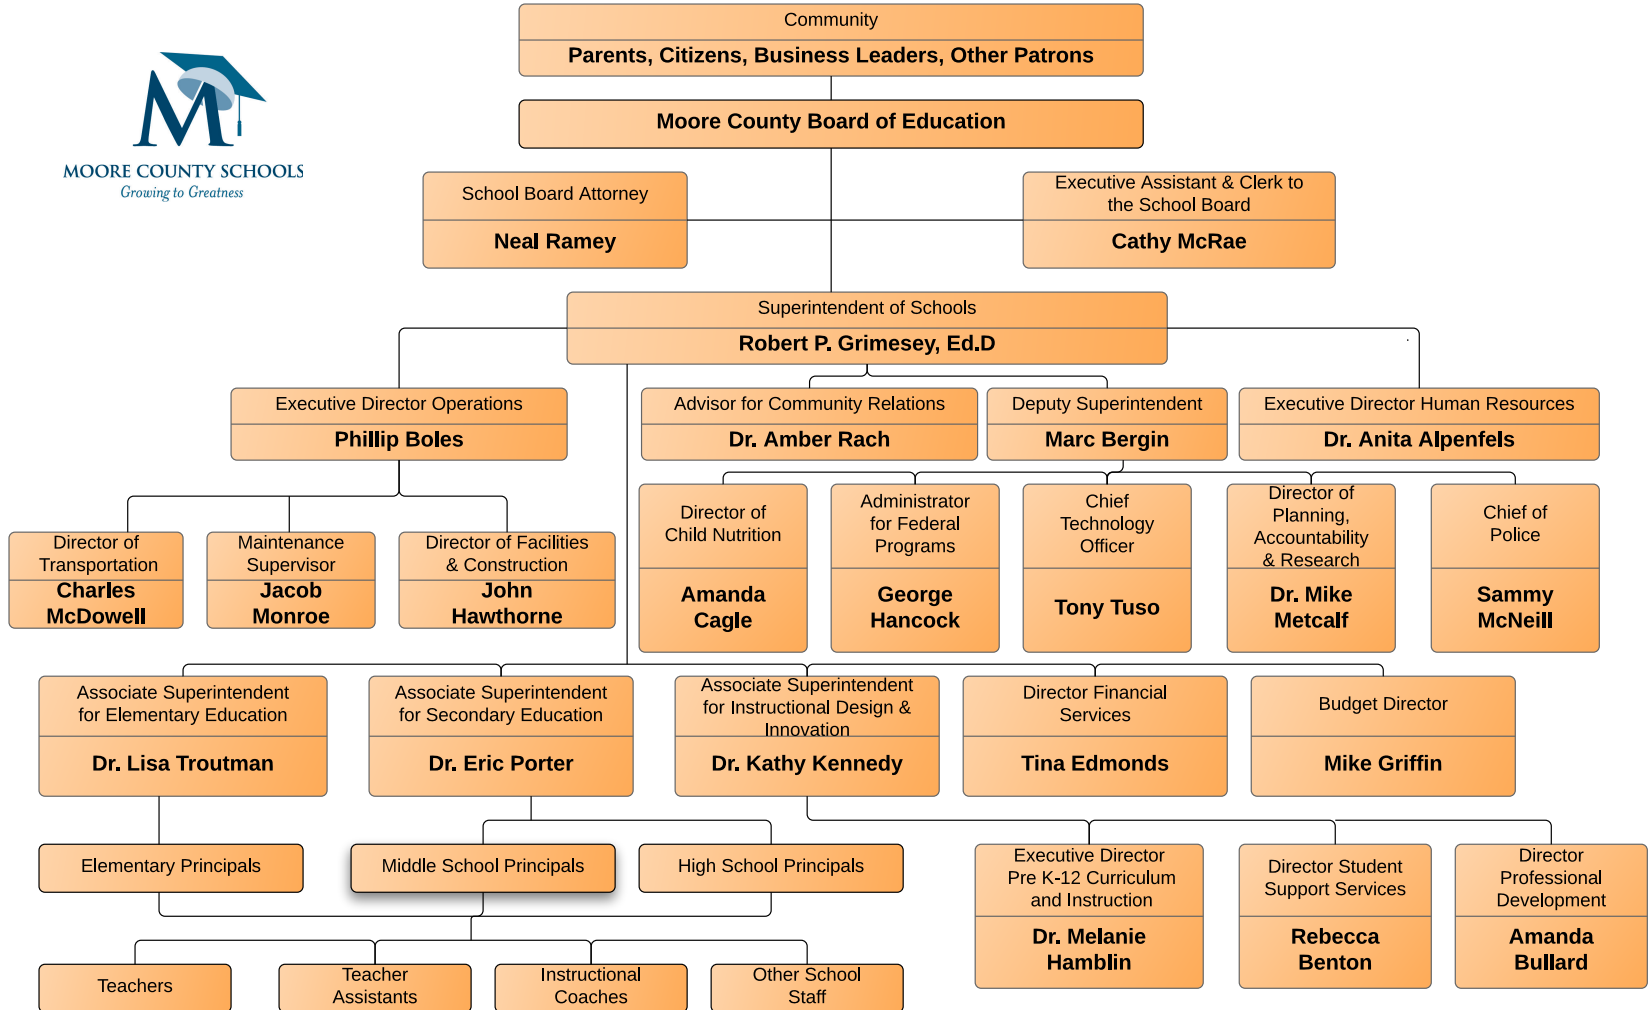 Community
Parents, Citizens, Business Leaders, Other Patrons
Moore County Board of Education
M
MOORE COUNTY SCHOOLS
Growing to Greatness
School Board Attorney
Neal Ramey
Executive Assistant & Clerk to
the School Board
Cathy McRae
Superintendent of Schools
Robert P. Grimesey, Ed.D
Executive Director Operations
Phillip Boles
Advisor for Community Relations
Dr. Amber Rach
Deputy Superintendent
Marc Bergin
Executive Director Human Resources
Dr. Anita Alpenfels
Director of
Transportation
Charles
McDowell
Maintenance
Supervisor
Jacob
Monroe
Director of Facilities
& Construction
John
Hawthorne
Director of
Child Nutrition
Amanda
Cagle
Administrator
for Federal
Programs
George
Hancock
Chief
Technology
Officer
Tony Tuso
Director of
Planning,
Accountability
& Research
Dr. Mike
Metcalf
Chief of
Police
Sammy
McNeill
Associate Superintendent
for Elementary Education
Dr. Lisa Troutman
Associate Superintendent
for Secondary Education
Dr. Eric Porter
Associate Superintendent
for Instructional Design &
Innovation
Dr. Kathy Kennedy
Director Financial
Services
Tina Edmonds
Budget Director
Mike Griffin
Elementary Principals
Middle School Principals
High School Principals
Executive Director
Pre K-12 Curriculum
and Instruction
Dr. Melanie
Hamblin
Director Student
Support Services
Rebecca
Benton
Director
Professional
Development
Amanda
Bullard
Teachers
Teacher
Assistants
Instructional
Coaches
Other School
Staff